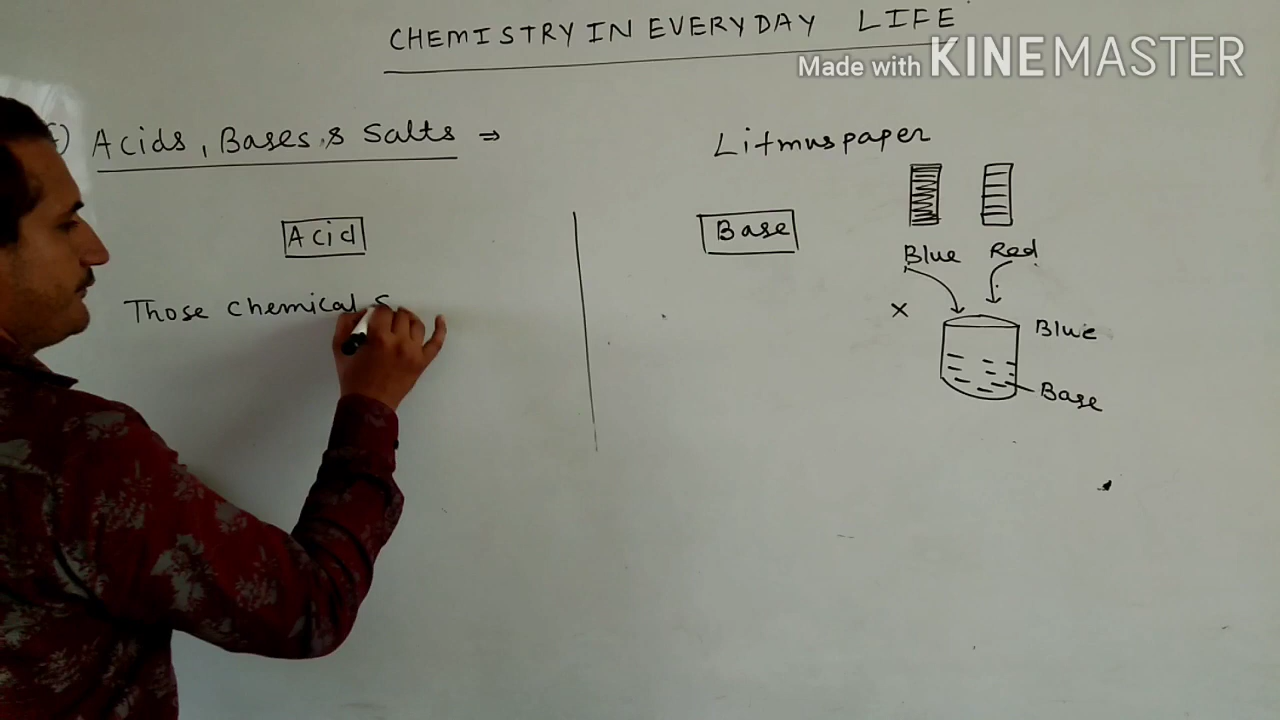 CHEMISTRY IN EVERYDAY LIFE
Made with KINEMASTER
Acids, Bases & Salts ⇒
Litmus paper
Acid
Base
Blue Red
Those Chemical S
×
Blue
Base